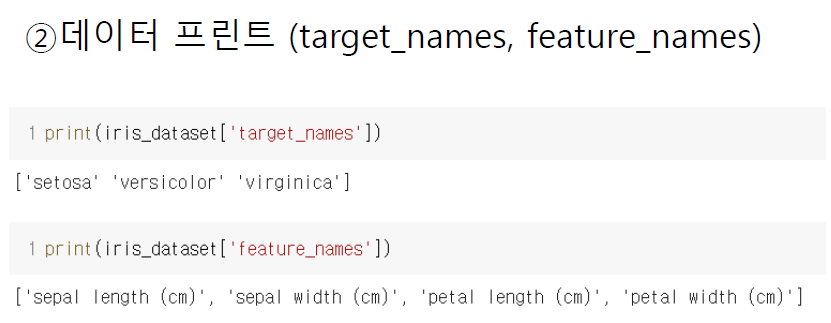 ②데이터 프린트 (target_names, feature_names)
1 print(iris_dataset['target_names'])
['setosa' 'versicolor' 'virginica']
1 print(iris_dataset['feature_names'])
['sepal length (cm)', 'sepal width (cm)', 'petal length (cm)', 'petal width (cm)']